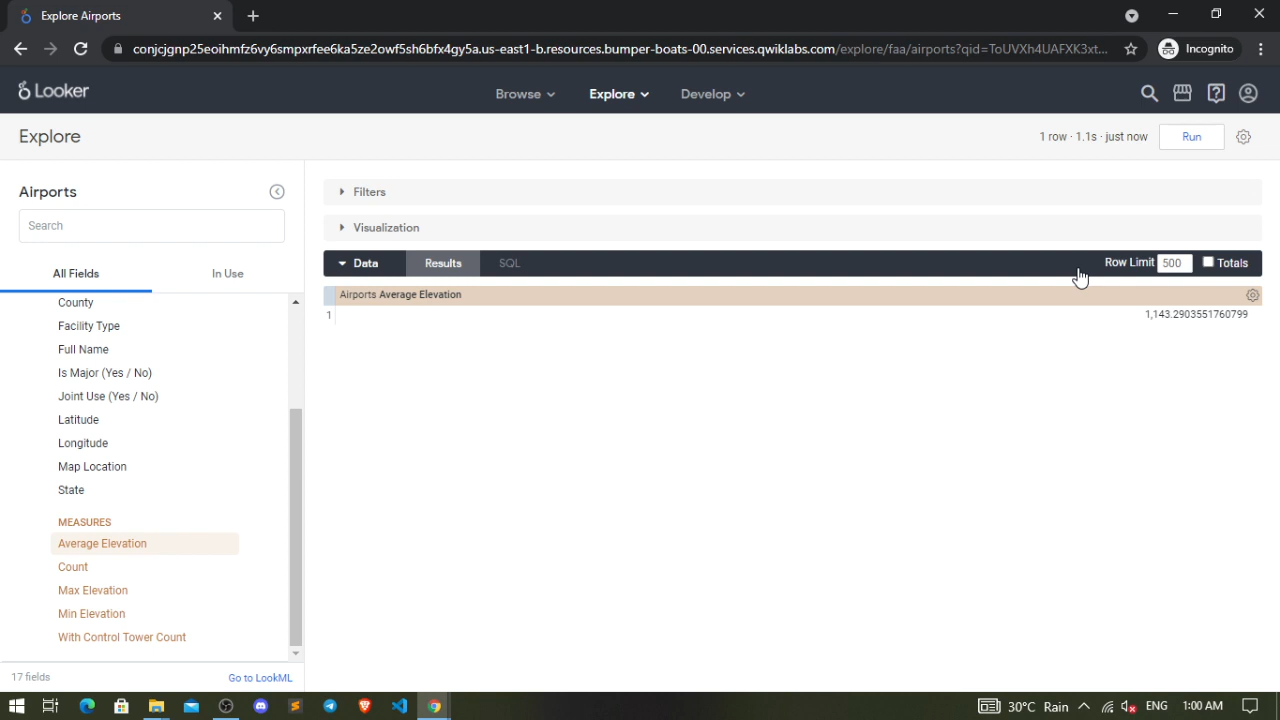 Explore Airports
conjcjgnp25eoihmfz6vy6smpxrfee6ka5ze2owf5sh6bfx4gy5a.us-east1-b.resources.bumper-boats-00.services.qwiklabs.com/explore/faa/airports?qid=ToUVXh4UAFXK3xt...
Incognito
Looker
Browse
Explore
Develop
Explore
1 row · 1.1s · just now
Run
Airports
Search
All Fields
In Use
County
Facility Type
Full Name
Is Major (Yes / No)
Joint Use (Yes / No)
Latitude
Longitude
Map Location
State
MEASURES
Average Elevation
Count
Max Elevation
Min Elevation
With Control Tower Count
17 fields
Go to LookML
Filters
Visualization
Data
Results
SQL
Row Limit 500
Totals
Airports Average Elevation
1
1,143.2903551760799
30°C Rain
ENG
1:00 AM